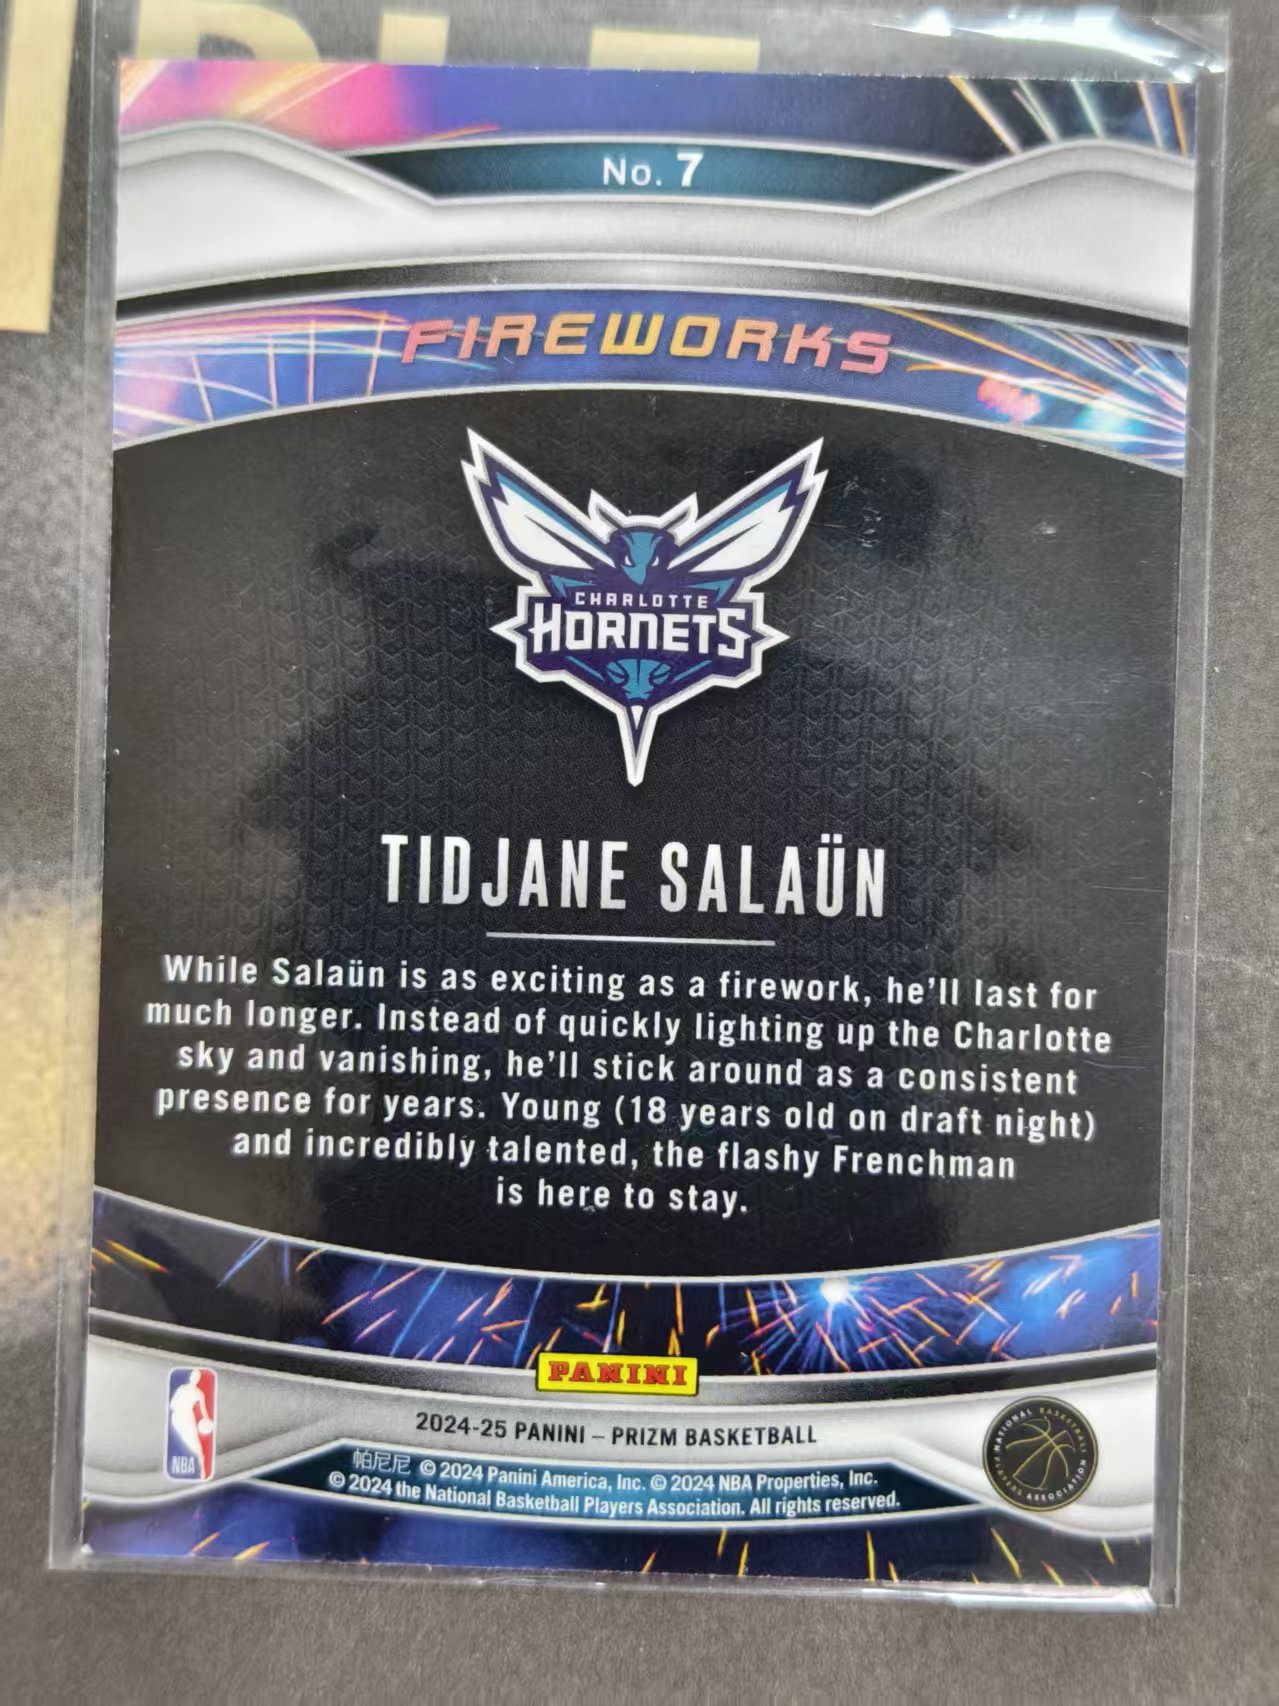 No. 7
FIREWORKS
CHARLOTTE
HORNETS
TIDJANE SALAÜN
While Salaün is as exciting as a firework, he'll last for
much longer. Instead of quickly lighting up the Charlotte
sky and vanishing, he'll stick around as a consistent
presence for years. Young (18 years old on draft night)
and incredibly talented, the flashy Frenchman
is here to stay.
PANINI
2024-25 PANINI – PRIZM BASKETBALL
帕尼尼 © 2024 Panini America, Inc. © 2024 NBA Properties, Inc.
© 2024 the National Basketball Players Association. All rights reserved.
NBA
NATIONAL BASKETBALL
PLAYERS ASSOCIATION